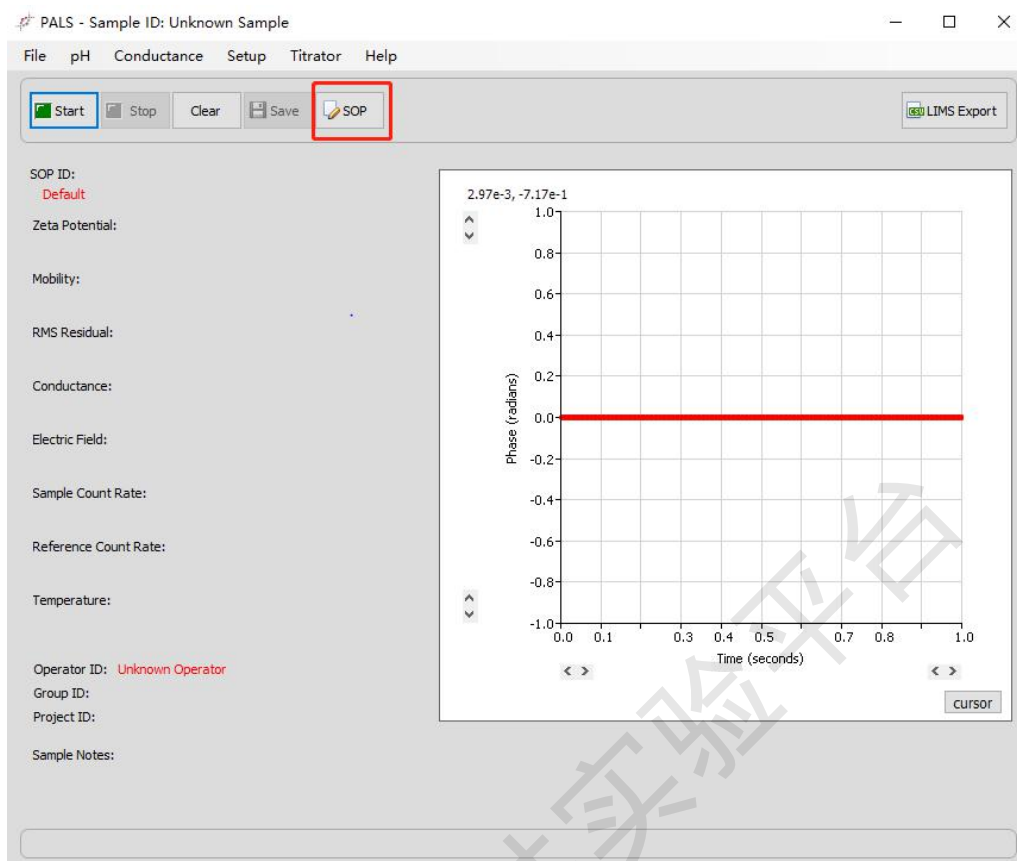 PALS - Sample ID: Unknown Sample
File pH Conductance Setup Titrator Help
Start Stop Clear Save SOP CSV LIMS Export
SOP ID:
Default
Zeta Potential:
Mobility:
RMS Residual:
Conductance:
Electric Field:
Sample Count Rate:
Reference Count Rate:
Temperature:
Operator ID: Unknown Operator
Group ID:
Project ID:
Sample Notes:
2.97e-3, -7.17e-1
1.0
0.8
0.6
0.4
0.2
0.0
-0.2
-0.4
-0.6
-0.8
-1.0
Phase (radians)
0.0 0.1 0.3 0.4 0.5 0.7 0.8 1.0
Time (seconds)
cursor
实验平台